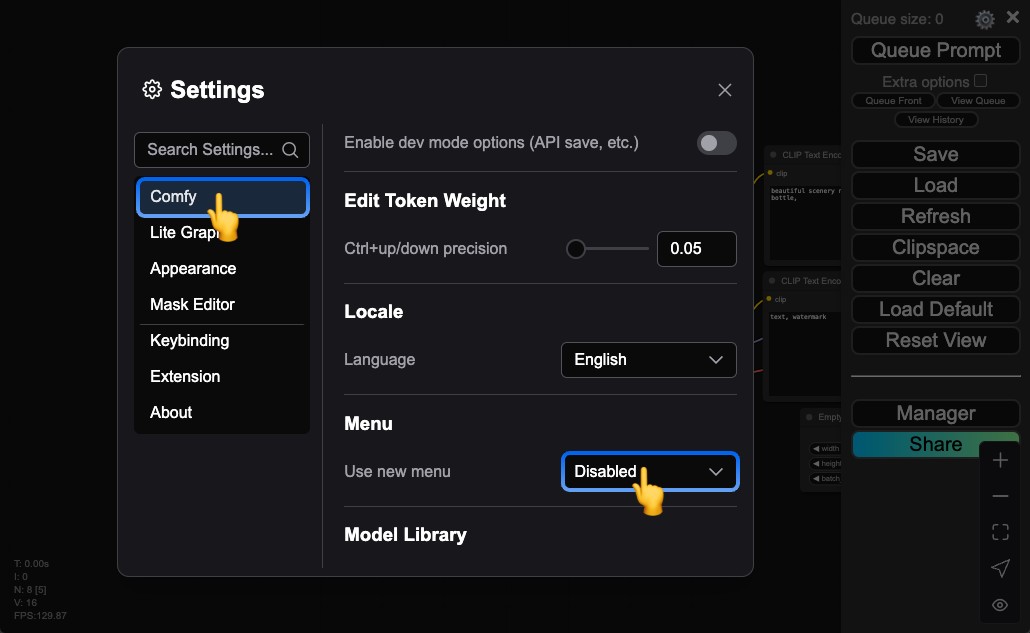 Settings
Search Settings...
Comfy
Lite Graph
Appearance
Mask Editor
Keybinding
Extension
About
Enable dev mode options (API save, etc.)
Edit Token Weight
Ctrl+up/down precision
0.05
Locale
Language
English
Menu
Use new menu
Disabled
Model Library
CLIP Text Enco
clip
beautiful scenery
bottle,
CLIP Text Enco
clip
text, watermark
Empty
width
height
batch
Queue size: 0
Queue Prompt
Extra options
Queue Front
View Queue
View History
Save
Load
Refresh
Clipspace
Clear
Load Default
Reset View
Manager
Share
T: 0.00s
I: 0
N: 8 [5]
V: 16
FPS:129.87